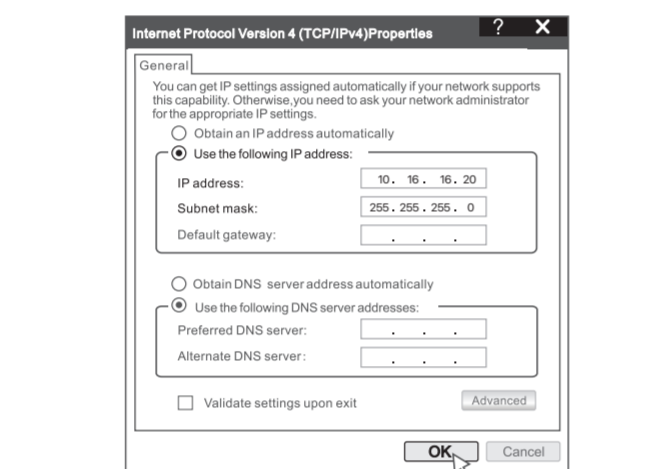 Internet Protocol Version 4 (TCP/IPv4)Properties ? X
General
You can get IP settings assigned automatically if your network supports
this capability. Otherwise,you need to ask your network administrator
for the appropriate IP settings.
Obtain an IP address automatically
Use the following IP address:
IP address: 10. 16. 16. 20
Subnet mask: 255. 255. 255. 0
Default gateway: . . .
Obtain DNS server address automatically
Use the following DNS server addresses:
Preferred DNS server: . . .
Alternate DNS server: . . .
Validate settings upon exit
Advanced
OK Cancel